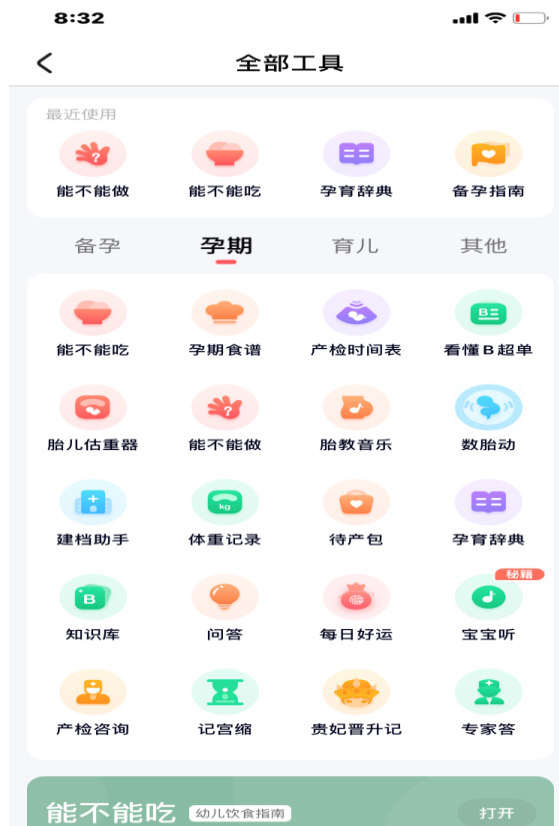 8:32
全部工具
最近使用
?
能不能做 能不能吃 孕育辞典 备孕指南
备孕 孕期 育儿 其他
B
能不能吃 孕期食谱 产检时间表 看懂B超单
?
胎儿估重器 能不能做 胎教音乐 数胎动
kg
建档助手 体重记录 待产包 孕育辞典
秘籍
B
知识库 问答 每日好运 宝宝听
产检咨询 记宫缩 贵妃晋升记 专家答
能不能吃 幼儿饮食指南 打开